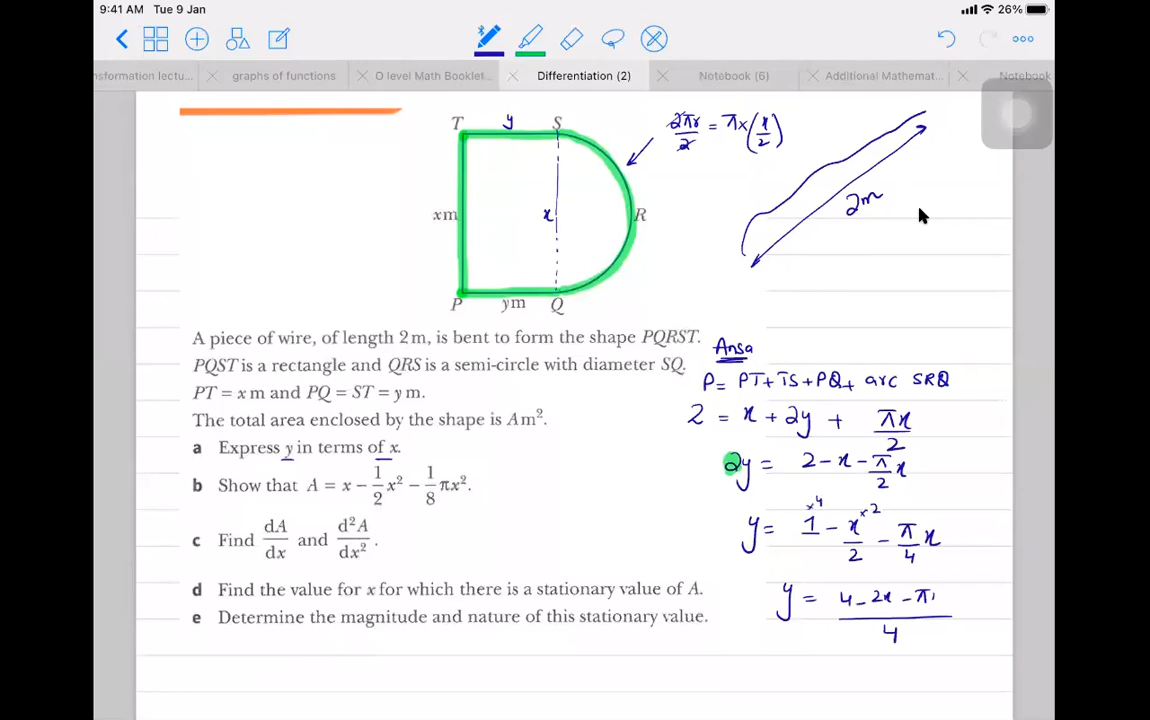 9:41 AM Tue 9 Jan
26%
nsformation lectu...
graphs of functions
O level Math Booklet...
Differentiation (2)
Notebook (6)
Additional Mathemat...
Notebook
T y S
2πr/2 = π×(x/2)
2m
xm x R
P ym Q
A piece of wire, of length 2 m, is bent to form the shape PQRST.
PQST is a rectangle and QRS is a semi-circle with diameter SQ.
PT = x m and PQ = ST = y m.
The total area enclosed by the shape is A m².
a Express y in terms of x.
b Show that A = x − 1/2 x² − 1/8 πx².
c Find dA/dx and d²A/dx².
d Find the value for x for which there is a stationary value of A.
e Determine the magnitude and nature of this stationary value.
Ansa
P = PT + TS + PQ + arc SRQ
2 = x + 2y + πx/2
2y = 2 − x − π/2 x
×4 ×2
y = 1 − x/2 − π/4 x
y = 4 − 2x − π/4